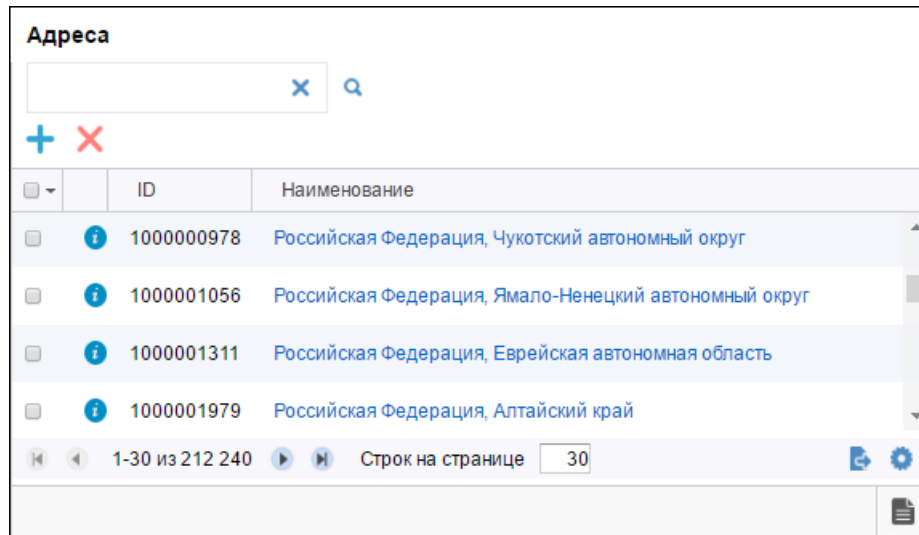 Адреса
ID Наименование
1000000978 Российская Федерация, Чукотский автономный округ
1000001056 Российская Федерация, Ямало-Ненецкий автономный округ
1000001311 Российская Федерация, Еврейская автономная область
1000001979 Российская Федерация, Алтайский край
1-30 из 212 240 Строк на странице 30